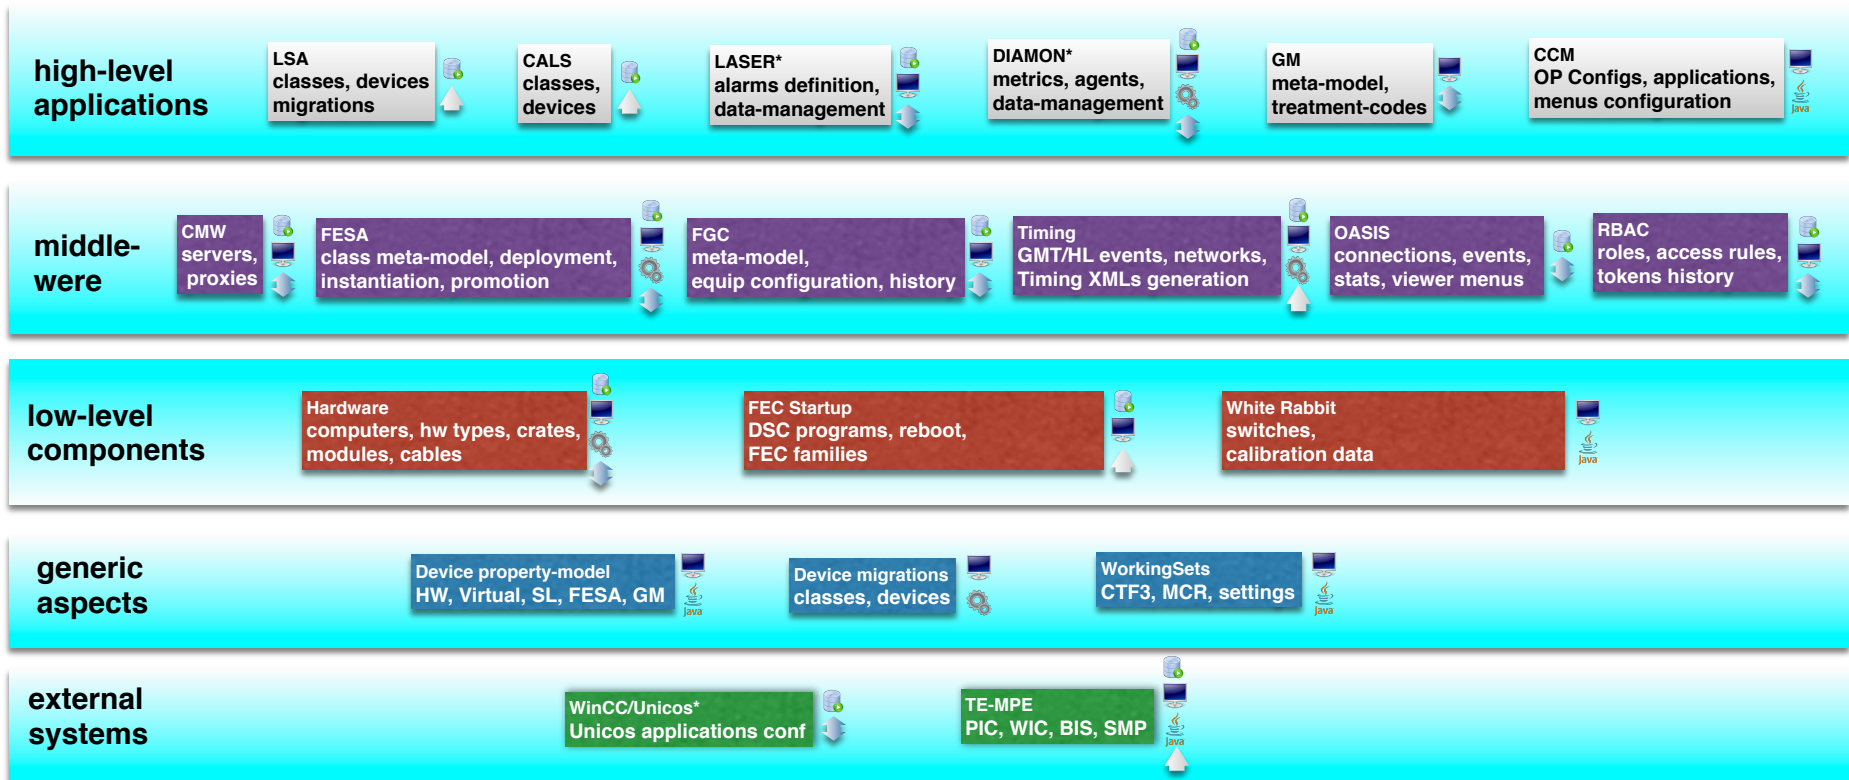 high-level
applications
LSA
classes, devices
migrations
CALS
classes,
devices
LASER*
alarms definition,
data-management
DIAMON*
metrics, agents,
data-management
GM
meta-model,
treatment-codes
CCM
OP Configs, applications,
menus configuration
Java
middle-
were
CMW
servers,
proxies
FESA
class meta-model, deployment,
instantiation, promotion
FGC
meta-model,
equip configuration, history
Timing
GMT/HL events, networks,
Timing XMLs generation
OASIS
connections, events,
stats, viewer menus
RBAC
roles, access rules,
tokens history
low-level
components
Hardware
computers, hw types, crates,
modules, cables
FEC Startup
DSC programs, reboot,
FEC families
White Rabbit
switches,
calibration data
Java
generic
aspects
Device property-model
HW, Virtual, SL, FESA, GM
Java
Device migrations
classes, devices
WorkingSets
CTF3, MCR, settings
Java
external
systems
WinCC/Unicos*
Unicos applications conf
TE-MPE
PIC, WIC, BIS, SMP
Java